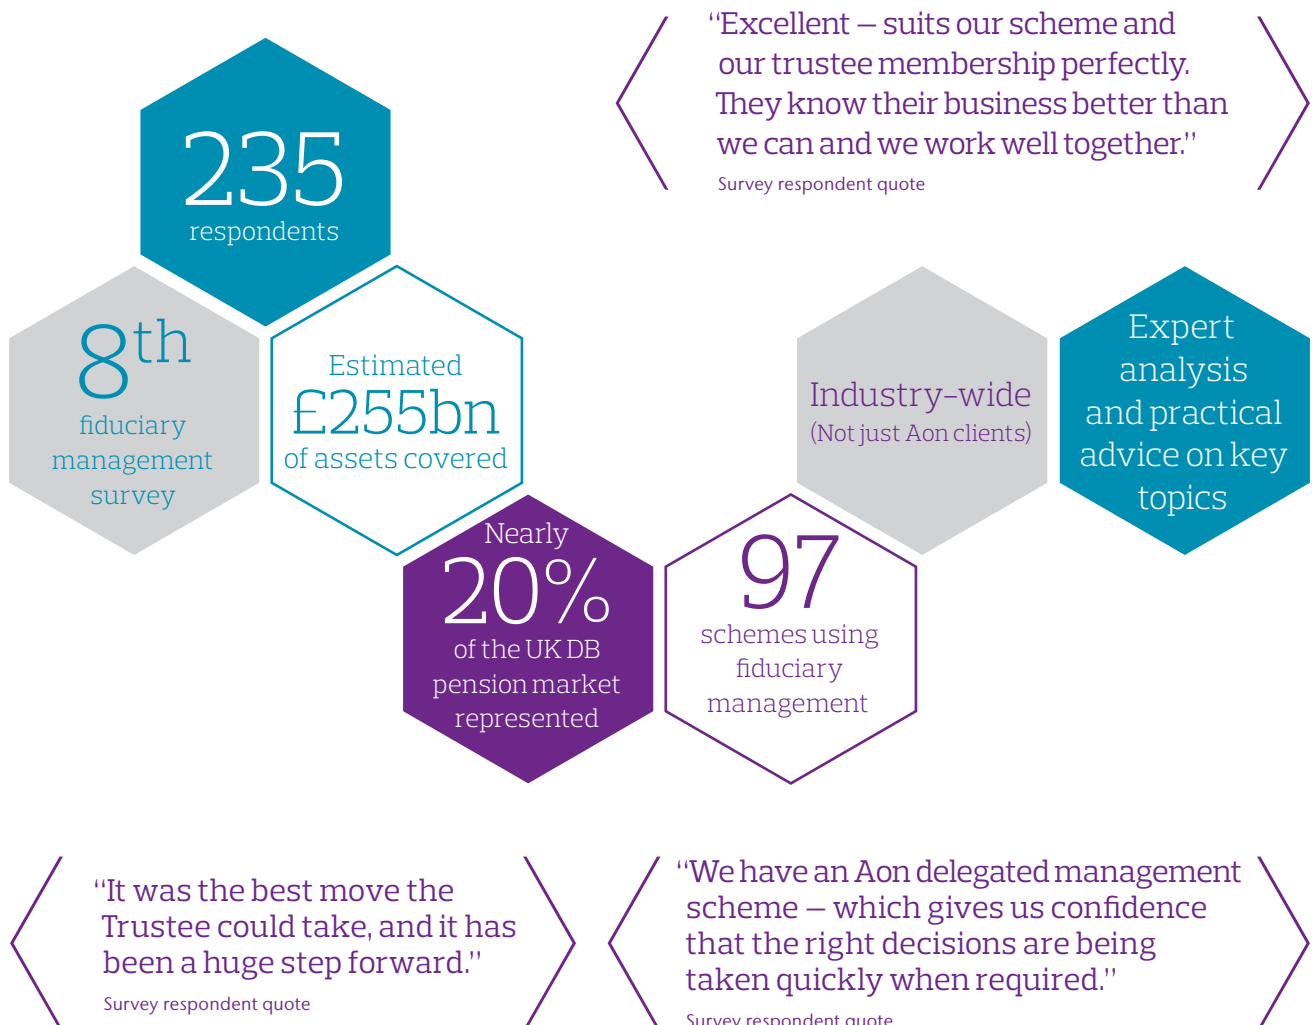 “Excellent – suits our scheme and
our trustee membership perfectly.
They know their business better than
we can and we work well together.”
Survey respondent quote
235
respondents
8th
fiduciary
management
survey
Estimated
£255bn
of assets covered
Nearly
20%
of the UK DB
pension market
represented
97
schemes using
fiduciary
management
Industry-wide
(Not just Aon clients)
Expert
analysis
and practical
advice on key
topics
“It was the best move the
Trustee could take, and it has
been a huge step forward.”
Survey respondent quote
“We have an Aon delegated management
scheme – which gives us confidence
that the right decisions are being
taken quickly when required.”
Survey respondent quote